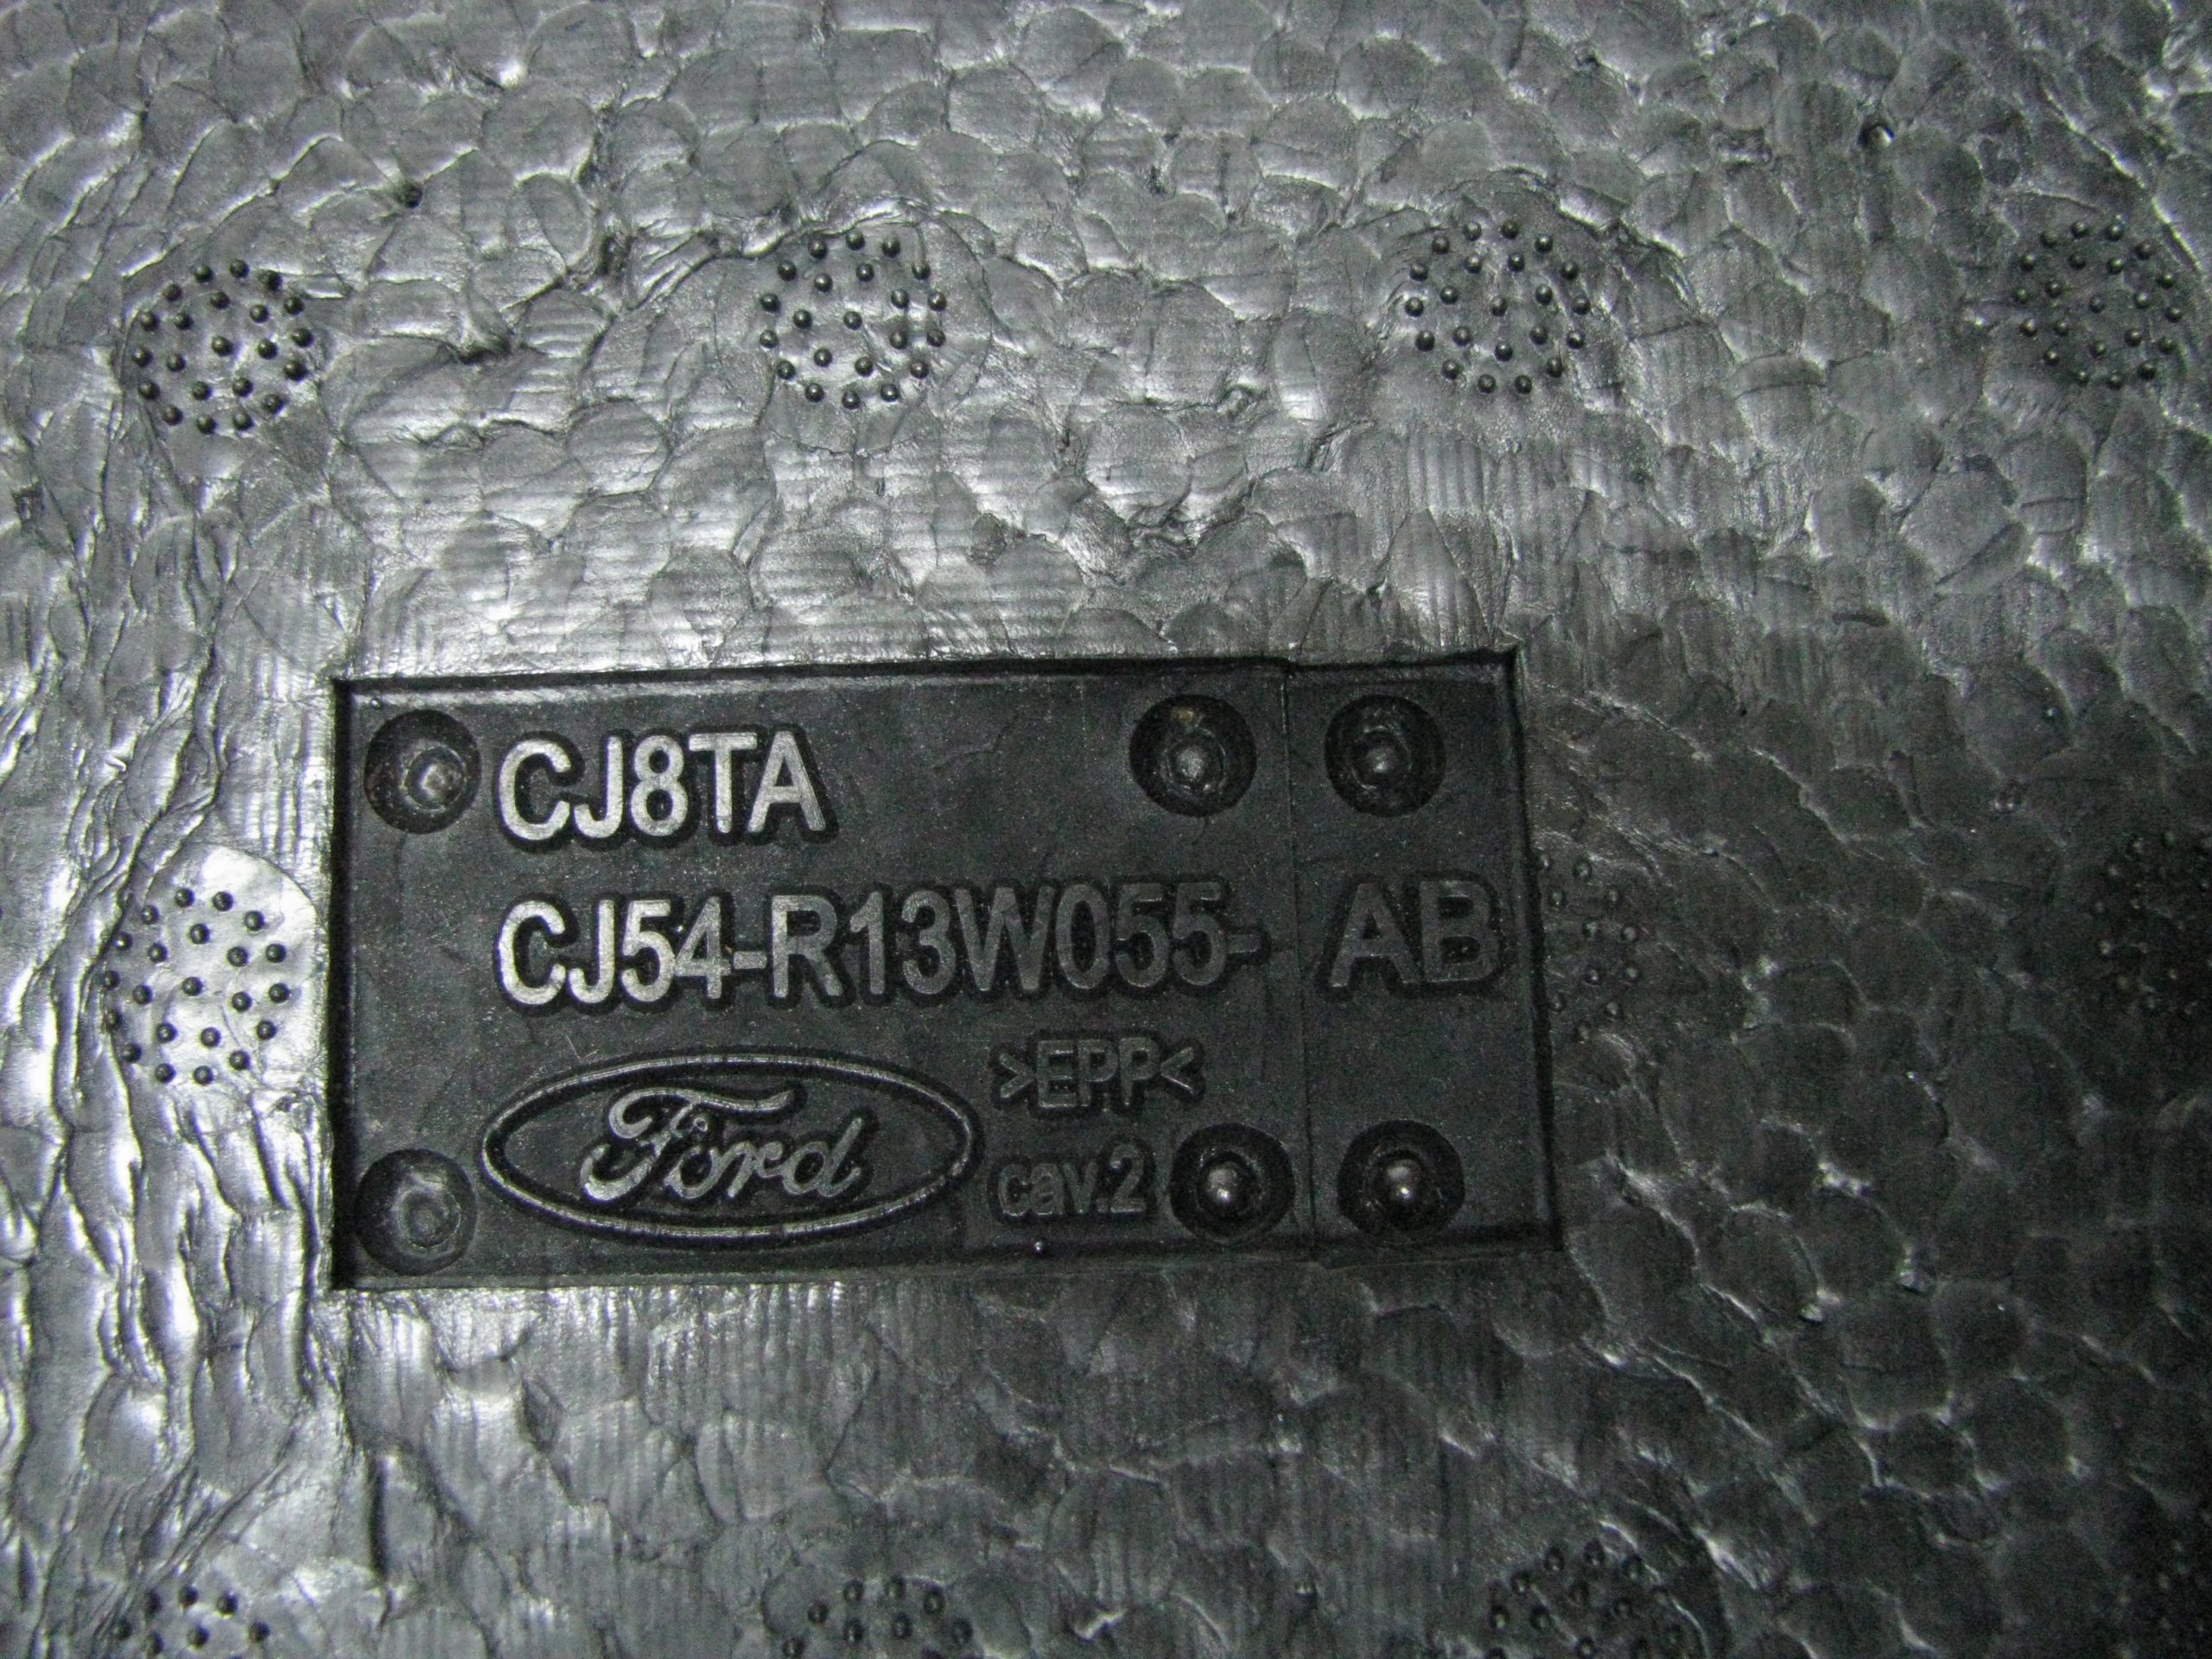 CJ8TA
CJ54-R13W055-AB
>EPP<
Ford
cav.2